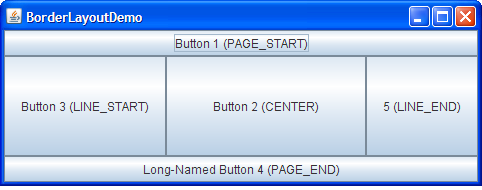 BorderLayoutDemo
Button 1 (PAGE_START)
Button 3 (LINE_START) Button 2 (CENTER) 5 (LINE_END)
Long-Named Button 4 (PAGE_END)